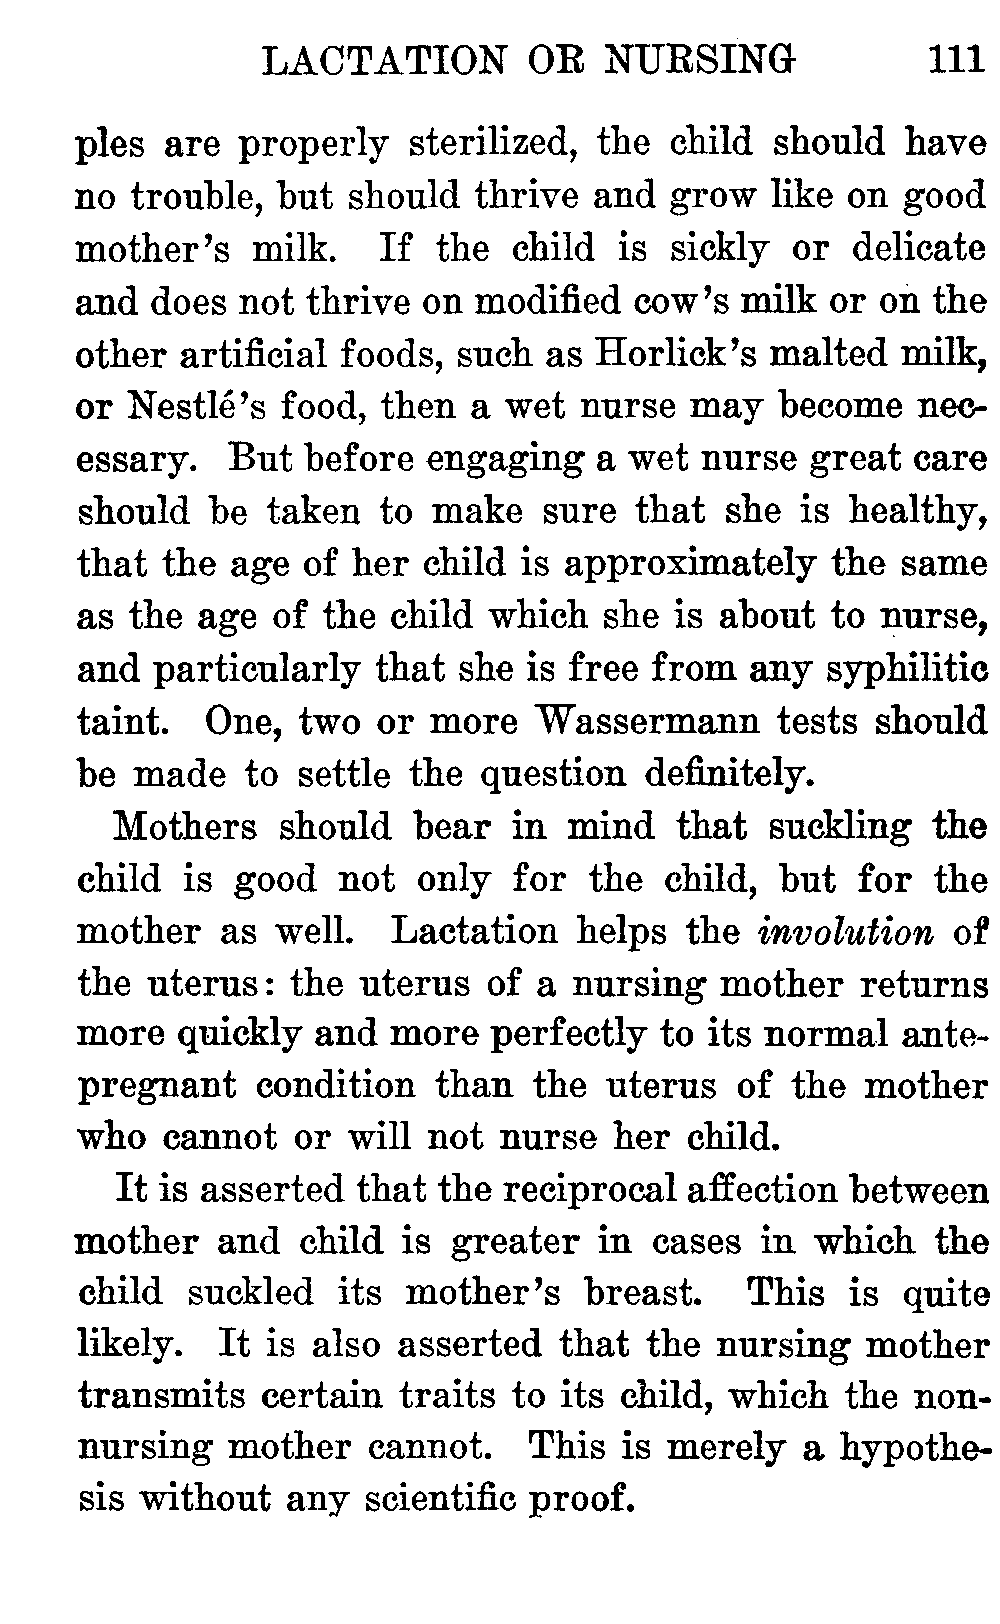 LACTATION OR NURSING 111
ples are properly sterilized, the child should have
no trouble, but should thrive and grow like on good
mother's milk. If the child is sickly or delicate
and does not thrive on modified cow's milk or on the
other artificial foods, such as Horlick's malted milk,
or Nestlé's food, then a wet nurse may become nec-
essary. But before engaging a wet nurse great care
should be taken to make sure that she is healthy,
that the age of her child is approximately the same
as the age of the child which she is about to nurse,
and particularly that she is free from any syphilitic
taint. One, two or more Wassermann tests should
be made to settle the question definitely.
Mothers should bear in mind that suckling the
child is good not only for the child, but for the
mother as well. Lactation helps the involution of
the uterus: the uterus of a nursing mother returns
more quickly and more perfectly to its normal ante-
pregnant condition than the uterus of the mother
who cannot or will not nurse her child.
It is asserted that the reciprocal affection between
mother and child is greater in cases in which the
child suckled its mother's breast. This is quite
likely. It is also asserted that the nursing mother
transmits certain traits to its child, which the non-
nursing mother cannot. This is merely a hypothe-
sis without any scientific proof.